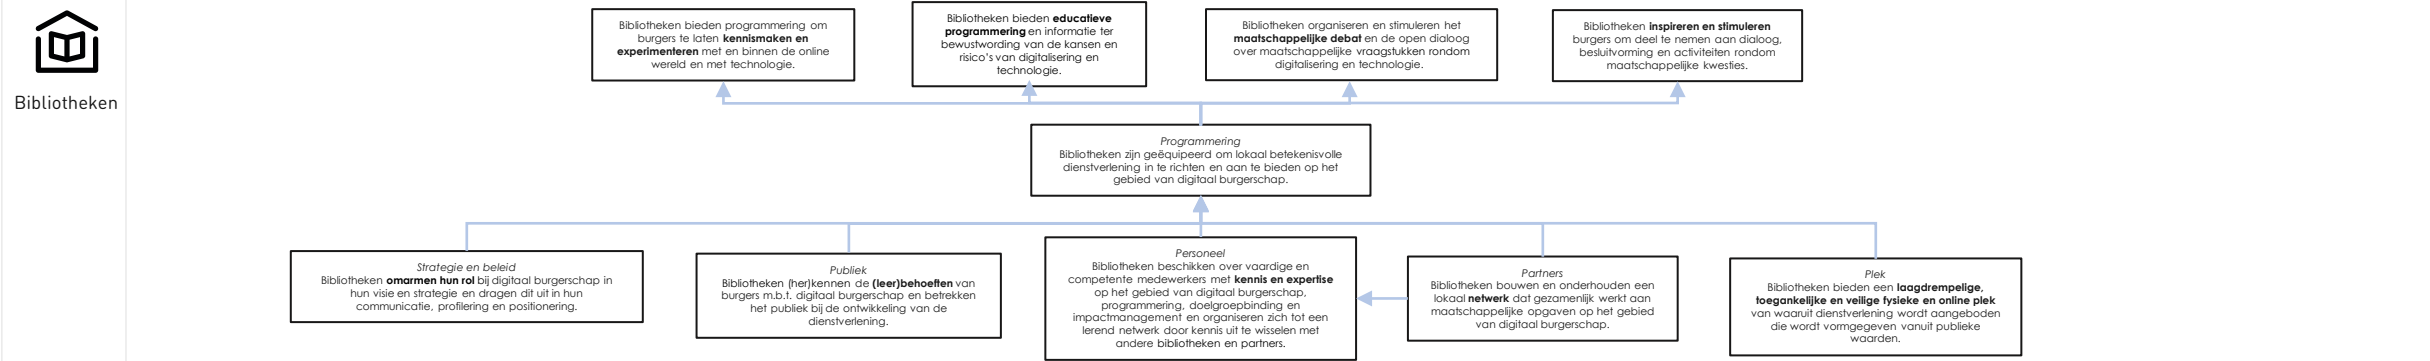 Bibliotheken
Bibliotheken bieden programmering om
burgers te laten kennismaken en
experimenteren met en binnen de online
wereld en met technologie.
Bibliotheken bieden educatieve
programmering en informatie ter
bewustwording van de kansen en
risico's van digitalisering en
technologie.
Bibliotheken organiseren en stimuleren het
maatschappelijke debat en de open dialoog
over maatschappelijke vraagstukken rondom
digitalisering en technologie.
Bibliotheken inspireren en stimuleren
burgers om deel te nemen aan dialoog,
besluitvorming en activiteiten rondom
maatschappelijke kwesties.
Programmering
Bibliotheken zijn geëquipeerd om lokaal betekenisvolle
dienstverlening in te richten en aan te bieden op het
gebied van digitaal burgerschap.
Strategie en beleid
Bibliotheken omarmen hun rol bij digitaal burgerschap in
hun visie en strategie en dragen dit uit in hun
communicatie, profilering en positionering.
Publiek
Bibliotheken (her)kennen de (leer)behoeften van
burgers m.b.t. digitaal burgerschap en betrekken
het publiek bij de ontwikkeling van de
dienstverlening.
Personeel
Bibliotheken beschikken over vaardige en
competente medewerkers met kennis en expertise
op het gebied van digitaal burgerschap,
programmering, doelgroepbinding en
impactmanagement en organiseren zich tot een
lerend netwerk door kennis uit te wisselen met
andere bibliotheken en partners.
Partners
Bibliotheken bouwen en onderhouden een
lokaal netwerk dat gezamenlijk werkt aan
maatschappelijke opgaven op het gebied
van digitaal burgerschap.
Plek
Bibliotheken bieden een laagdrempelige,
toegankelijke en veilige fysieke en online plek
van waaruit dienstverlening wordt aangeboden
die wordt vormgegeven vanuit publieke
waarden.